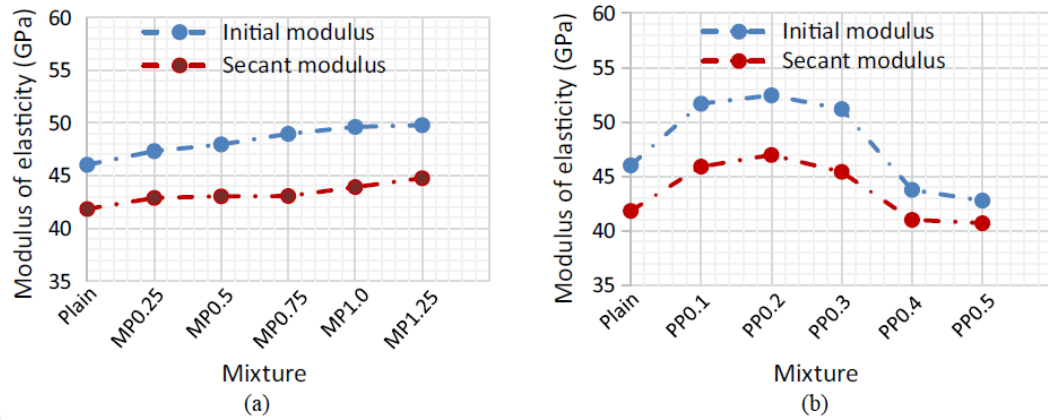 Modulus of elasticity (GPa)
60
55
50
45
40
35
Initial modulus
Secant modulus
Plain
MP0.25
MP0.5
MP0.75
MP1.0
MP1.25
Mixture
(a)
Modulus of elasticity (GPa)
60
55
50
45
40
35
Initial modulus
Secant modulus
Plain
PP0.1
PP0.2
PP0.3
PP0.4
PP0.5
Mixture
(b)